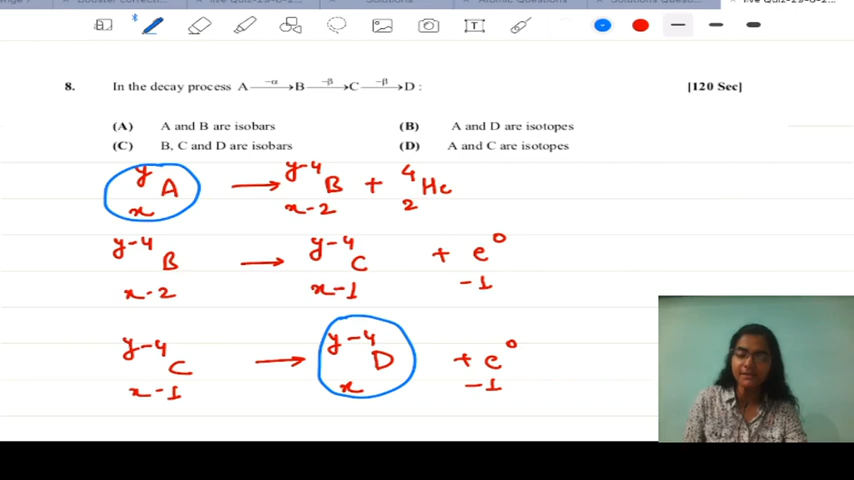 8. In the decay process A —−α→ B —−β→ C —−β→ D : [120 Sec]
(A) A and B are isobars (B) A and D are isotopes
(C) B, C and D are isobars (D) A and C are isotopes
y x A → y-4 x-2 B + 4 2 He
y-4 x-2 B → y-4 x-1 C + e 0 -1
y-4 x-1 C → y-4 x D + e 0 -1